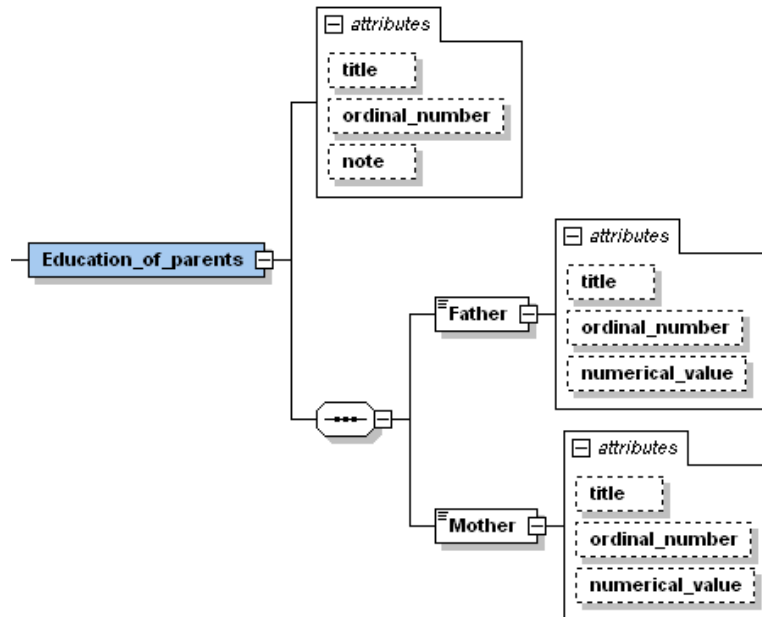 attributes
title
ordinal_number
note
Education_of_parents
attributes
title
Father
ordinal_number
numerical_value
attributes
title
Mother
ordinal_number
numerical_value